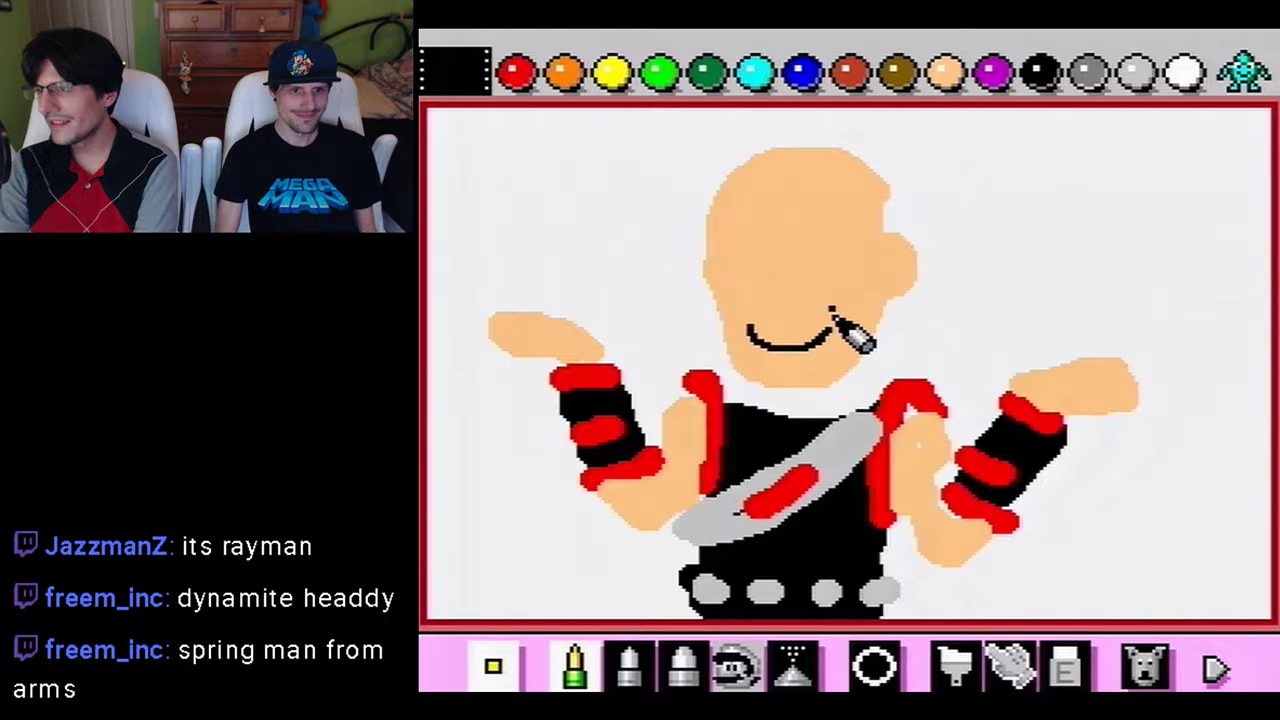 MEGA
MAN
JazzmanZ: its rayman
freem_inc: dynamite headdy
freem_inc: spring man from
arms
E